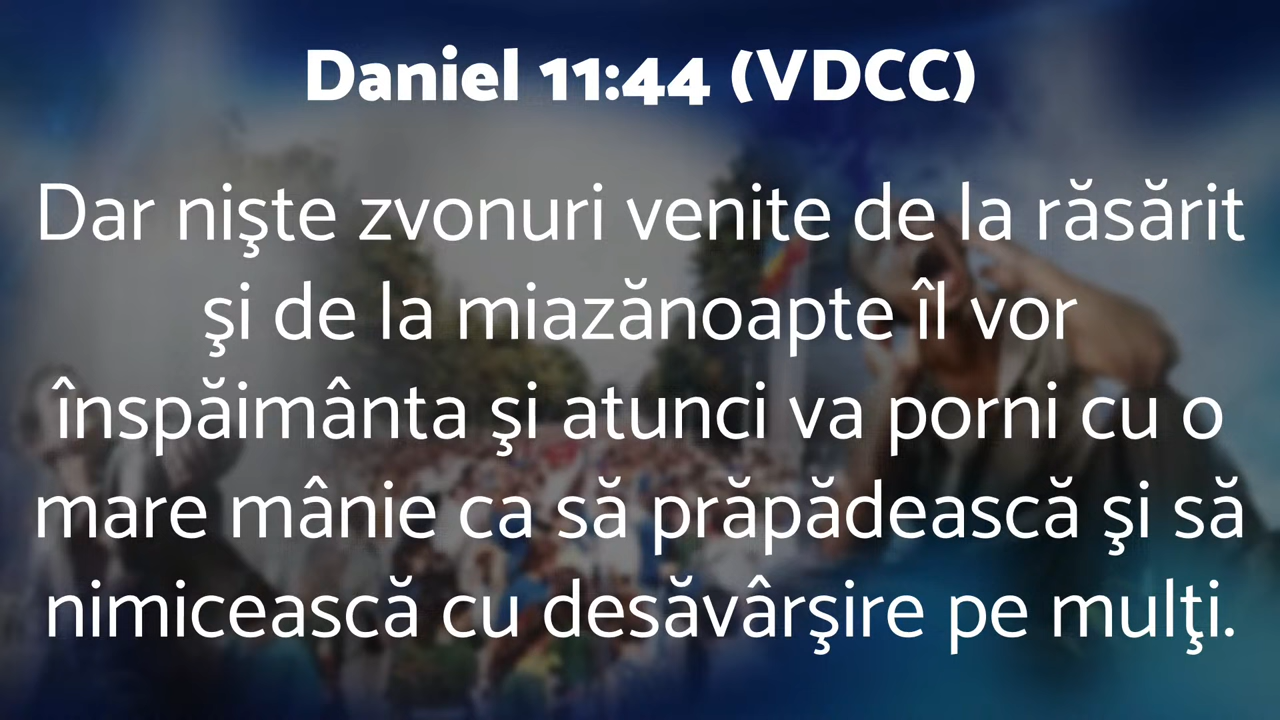 Daniel 11:44 (VDCC)
Dar nişte zvonuri venite de la răsărit
şi de la miazănoapte îl vor
înspăimânta şi atunci va porni cu o
mare mânie ca să prăpădească şi să
nimicească cu desăvârşire pe mulţi.